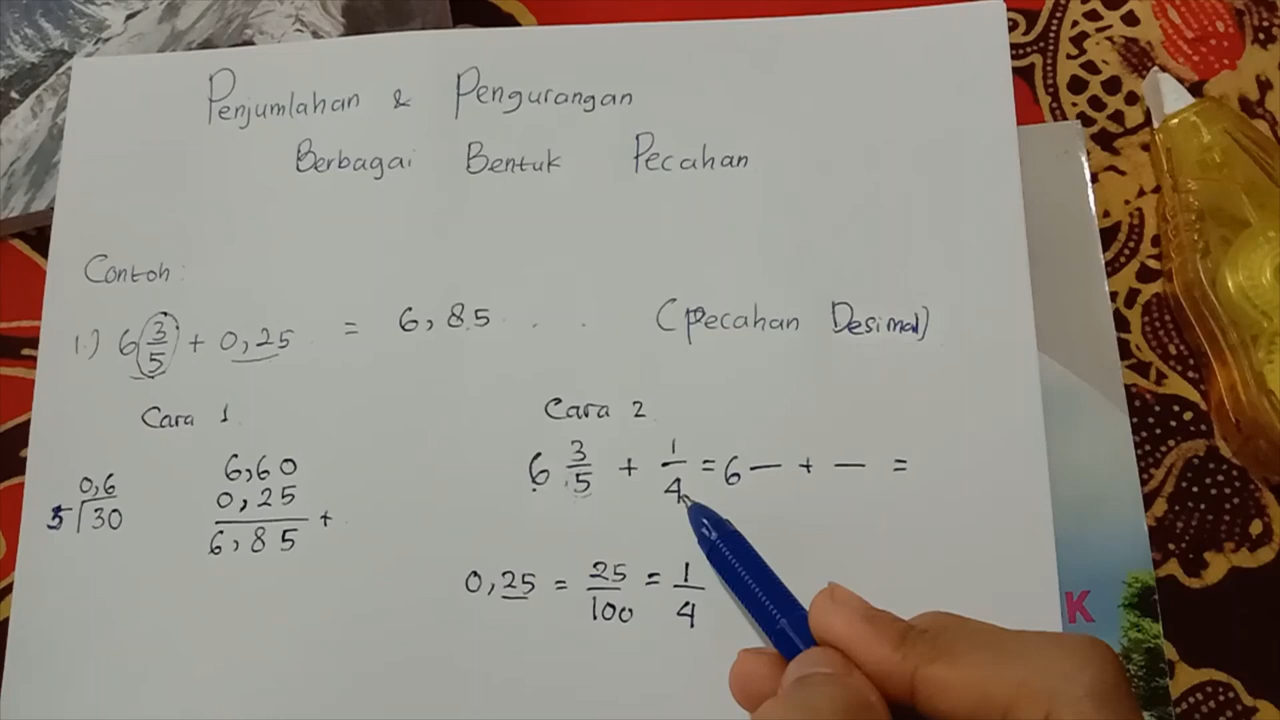 Penjumlahan & Pengurangan
Berbagai Bentuk Pecahan
Contoh:
1.) 6 3/5 + 0,25 = 6,85 . . (Pecahan Desimal)
Cara 1
0,6
5/30
6,60
0,25
6,85 +
Cara 2
6 3/5 + 1/4 = 6 — + — =
0,25 = 25/100 = 1/4
K